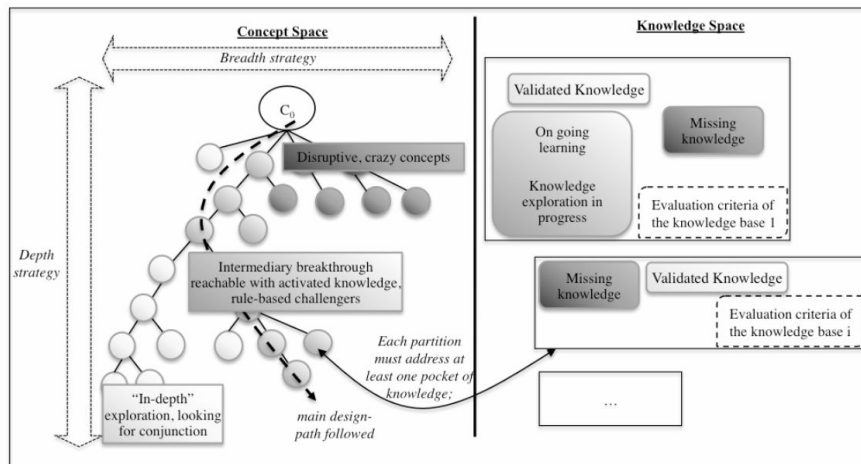 Concept Space
Breadth strategy
Depth
strategy
C0
Disruptive, crazy concepts
Intermediary breakthrough
reachable with activated knowledge,
rule-based challengers
Each partition
must address at
least one pocket of
knowledge;
"In-depth"
exploration, looking
for conjunction
main design-
path followed
Knowledge Space
Validated Knowledge
On going
learning
Knowledge
exploration in
progress
Missing
knowledge
Evaluation criteria of
the knowledge base 1
Missing
knowledge
Validated Knowledge
Evaluation criteria of
the knowledge base i
…